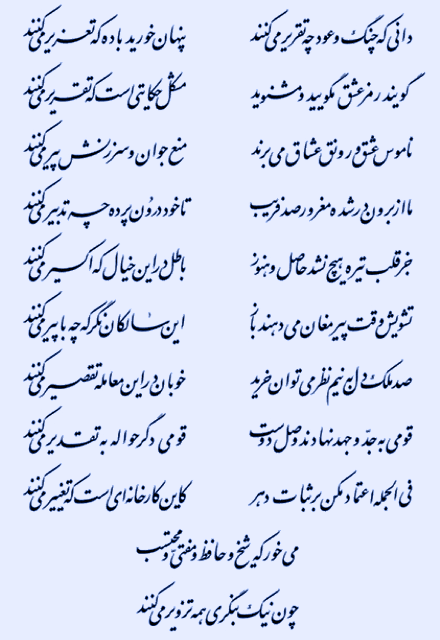 دانی که چنگ و عود چه تقریر می‌کنند پنهان خورید باده که تعزیر می‌کنند
گویند رمز عشق مگویید و مشنوید مشکل حکایتی است که تقریر می‌کنند
ناموس عشق و رونق عشاق می‌برند منع جوان و سرزنش پیر می‌کنند
ما از برون در شده مغرور صد فریب تا خود درون پرده چه تدبیر می‌کنند
جز قلب تیره هیچ نشد حاصل و هنوز باطل در این خیال که اکسیر می‌کنند
تشویش وقت پیر مغان می‌دهند باز این سالکان نگر که چه با پیر می‌کنند
صد ملک دل به نیم نظر می‌توان خرید خوبان در این معامله تقصیر می‌کنند
قومی به جدّ و جهد نهادند وصل دوست قومی دگر حواله به تقدیر می‌کنند
فی الجمله اعتماد مکن بر ثبات دهر کاین کارخانه‌ای است که تغییر می‌کنند
می خور که شیخ و حافظ و مفتی و محتسب
چون نیک بنگری همه تزویر می‌کنند